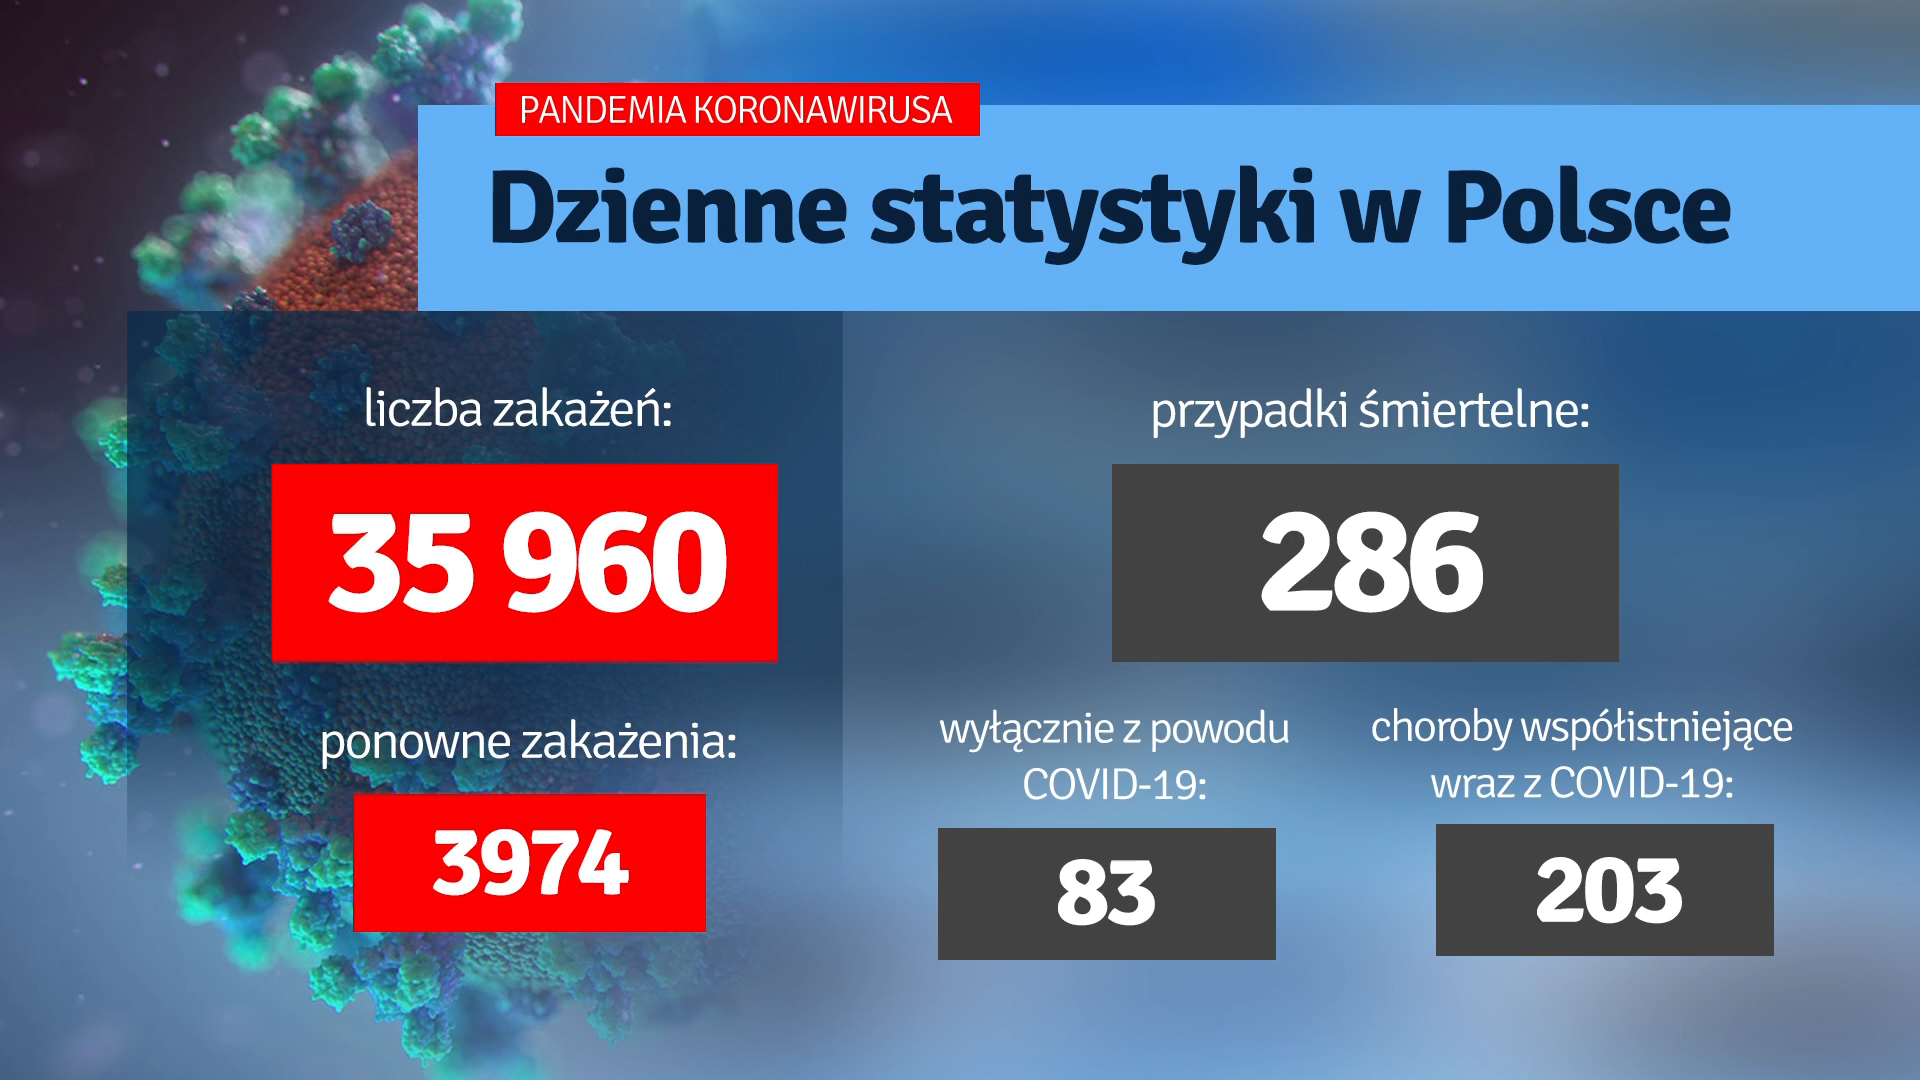 PANDEMIA KORONAWIRUSA
Dzienne statystyki w Polsce
liczba zakażeń:
35 960
ponowne zakażenia:
3974
przypadki śmiertelne:
286
wyłącznie z powodu
COVID-19:
83
choroby współistniejące
wraz z COVID-19:
203